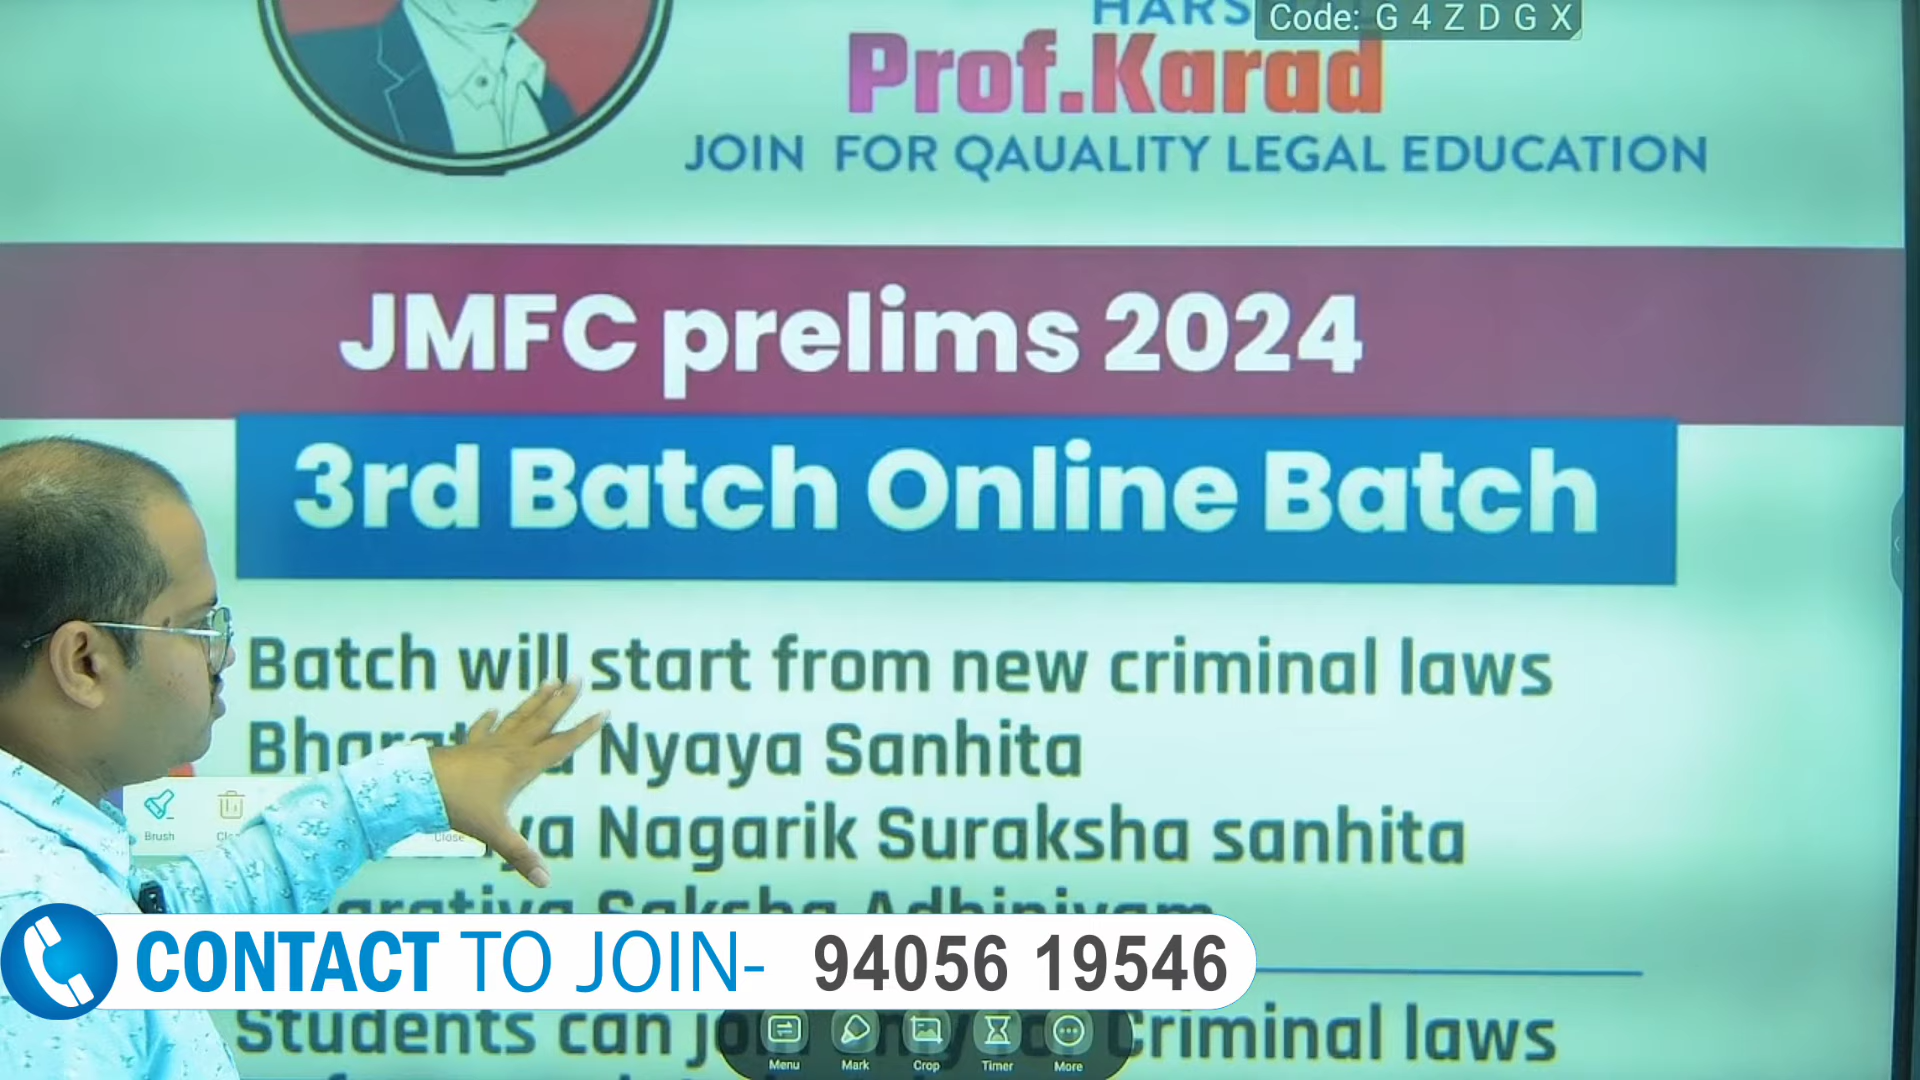 Code: G 4 Z D G X
Prof.Karad
JOIN FOR QAUALITY LEGAL EDUCATION
JMFC prelims 2024
3rd Batch Online Batch
Batch will start from new criminal laws
Nyaya Sanhita
Nagarik Suraksha sanhita
Brush
Close
CONTACT TO JOIN- 94056 19546
Students can Criminal laws
Menu Mark Crop Timer More